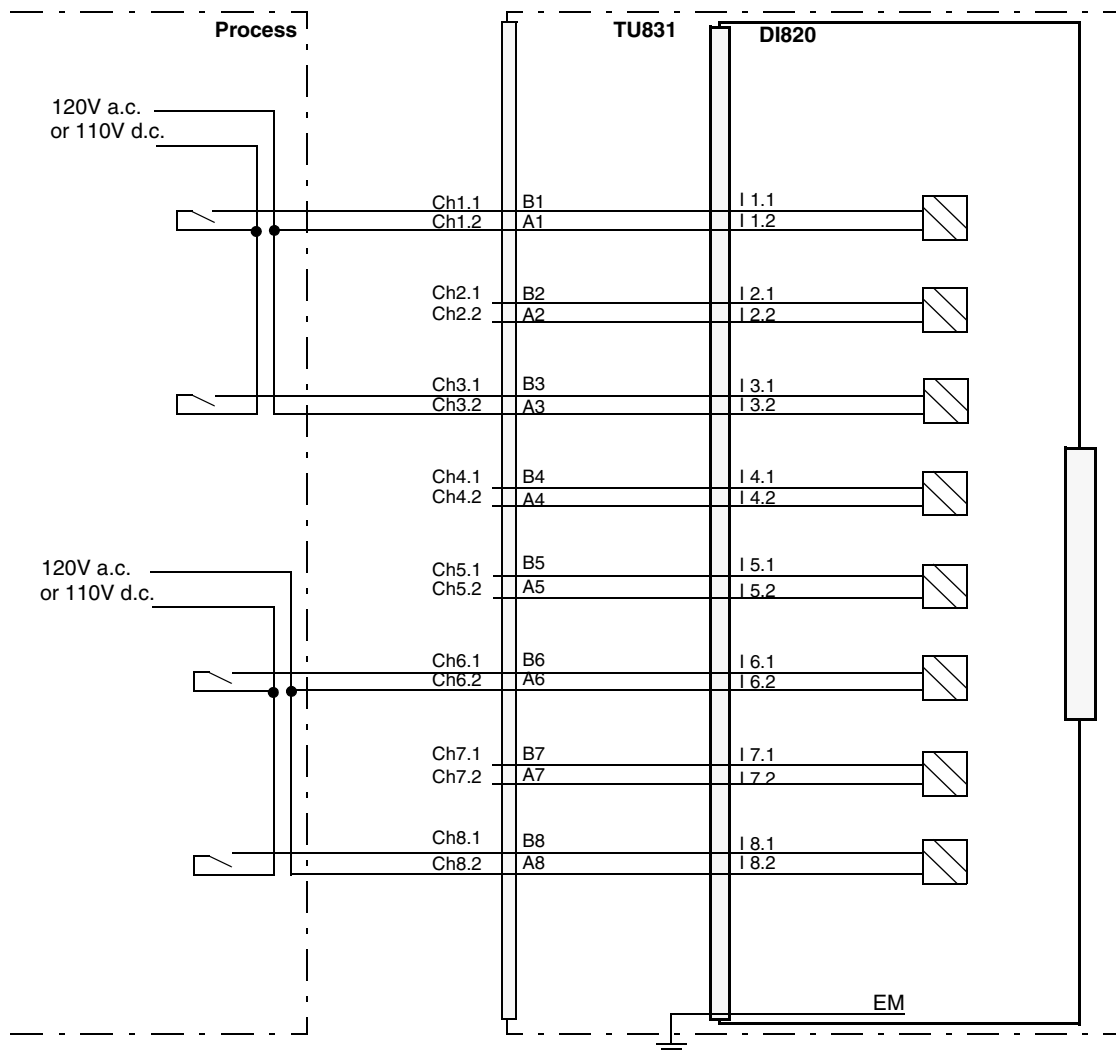 Process
TU831
DI820
120V a.c.
or 110V d.c.
Ch1.1 B1 I 1.1
Ch1.2 A1 I 1.2
Ch2.1 B2 I 2.1
Ch2.2 A2 I 2.2
Ch3.1 B3 I 3.1
Ch3.2 A3 I 3.2
Ch4.1 B4 I 4.1
Ch4.2 A4 I 4.2
120V a.c.
or 110V d.c.
Ch5.1 B5 I 5.1
Ch5.2 A5 I 5.2
Ch6.1 B6 I 6.1
Ch6.2 A6 I 6.2
Ch7.1 B7 I 7.1
Ch7.2 A7 I 7.2
Ch8.1 B8 I 8.1
Ch8.2 A8 I 8.2
EM